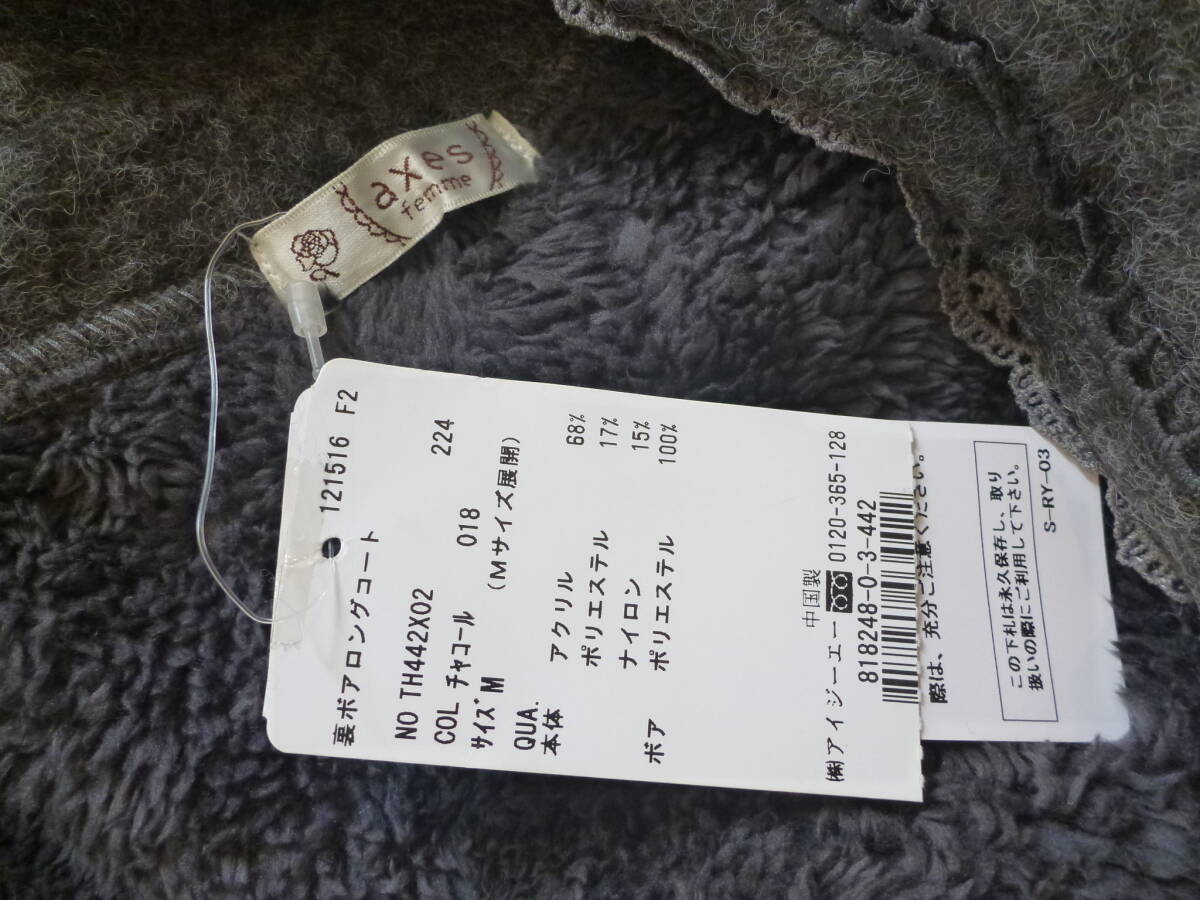 axes
femme
121516 F2
裏ボアロングコート
NO TH442X02 224
COL チャコール 018
サイズ M (Mサイズ展開)
QUA.
本体 アクリル 68%
ポリエステル 17%
ナイロン 15%
ボア ポリエステル 100%
中国製
(株)アイジーエー 0120-365-128
818248-0-3-442
際は、充分ご注意ください。
この下札は永久保存し、取り
扱いの際にご利用して下さい。
S-RY-03